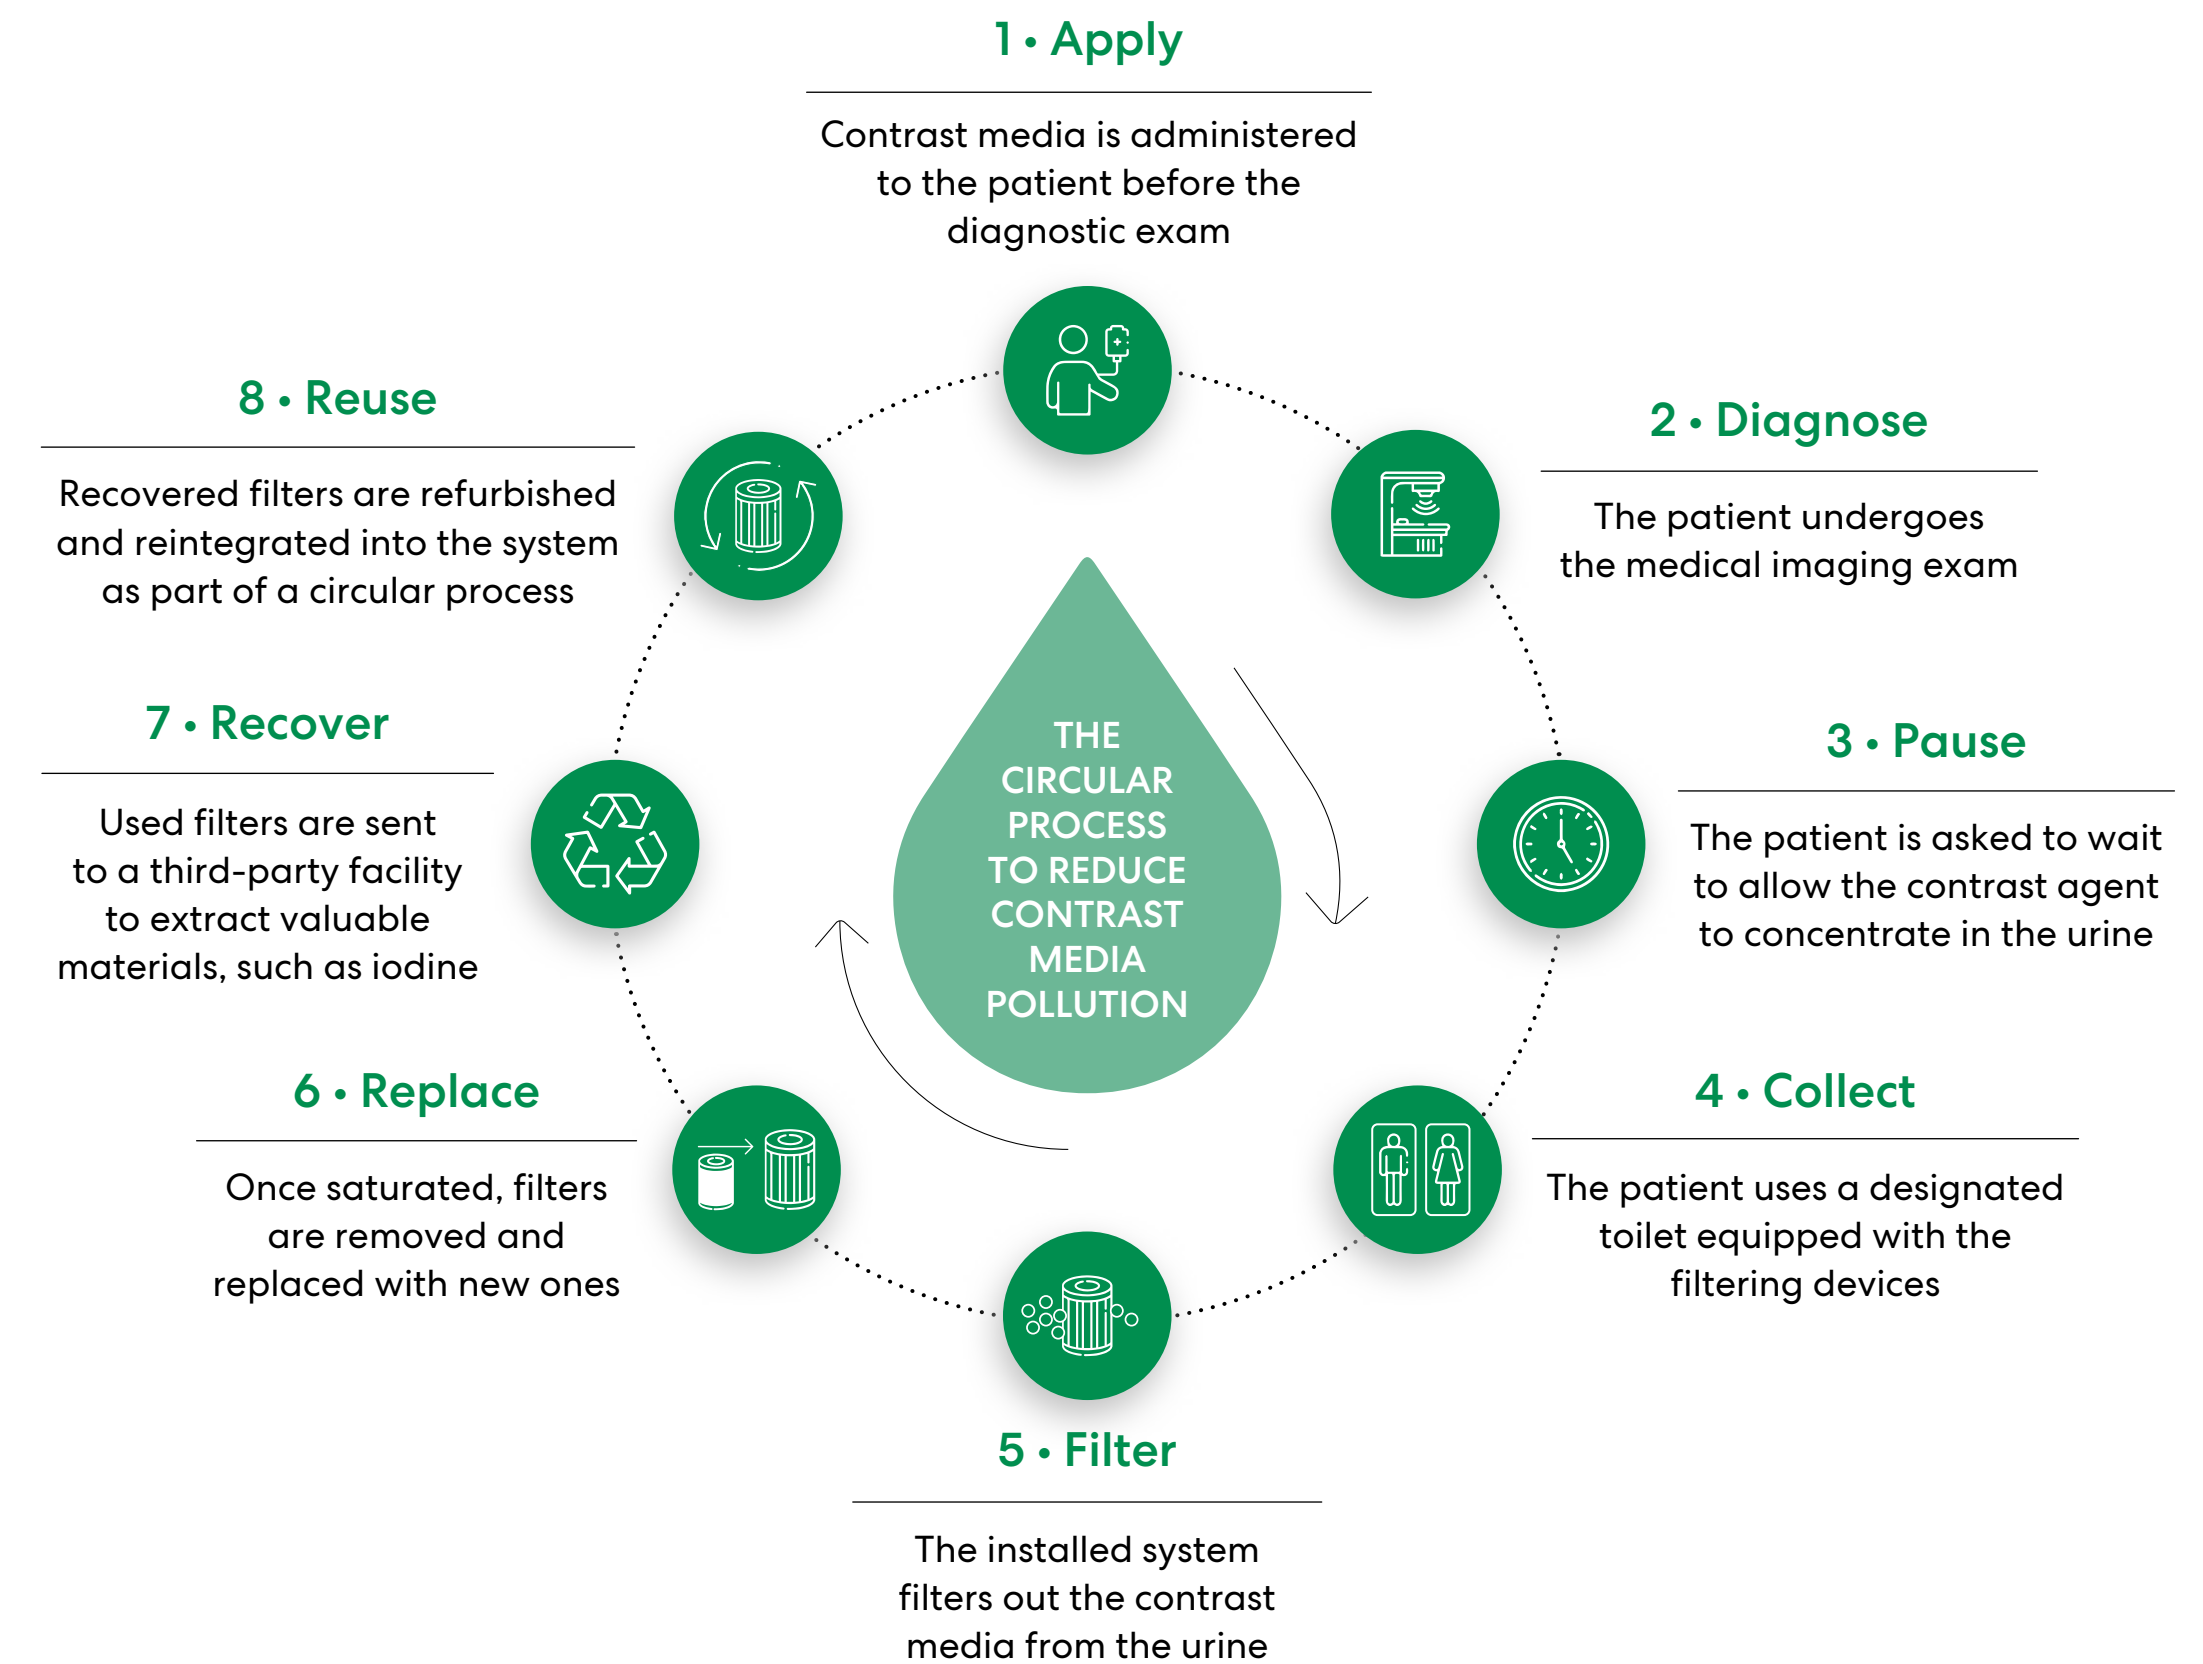 1 • Apply
Contrast media is administered
to the patient before the
diagnostic exam
2 • Diagnose
The patient undergoes
the medical imaging exam
3 • Pause
The patient is asked to wait
to allow the contrast agent
to concentrate in the urine
4 • Collect
The patient uses a designated
toilet equipped with the
filtering devices
5 • Filter
The installed system
filters out the contrast
media from the urine
6 • Replace
Once saturated, filters
are removed and
replaced with new ones
7 • Recover
Used filters are sent
to a third-party facility
to extract valuable
materials, such as iodine
8 • Reuse
Recovered filters are refurbished
and reintegrated into the system
as part of a circular process
THE
CIRCULAR
PROCESS
TO REDUCE
CONTRAST
MEDIA
POLLUTION